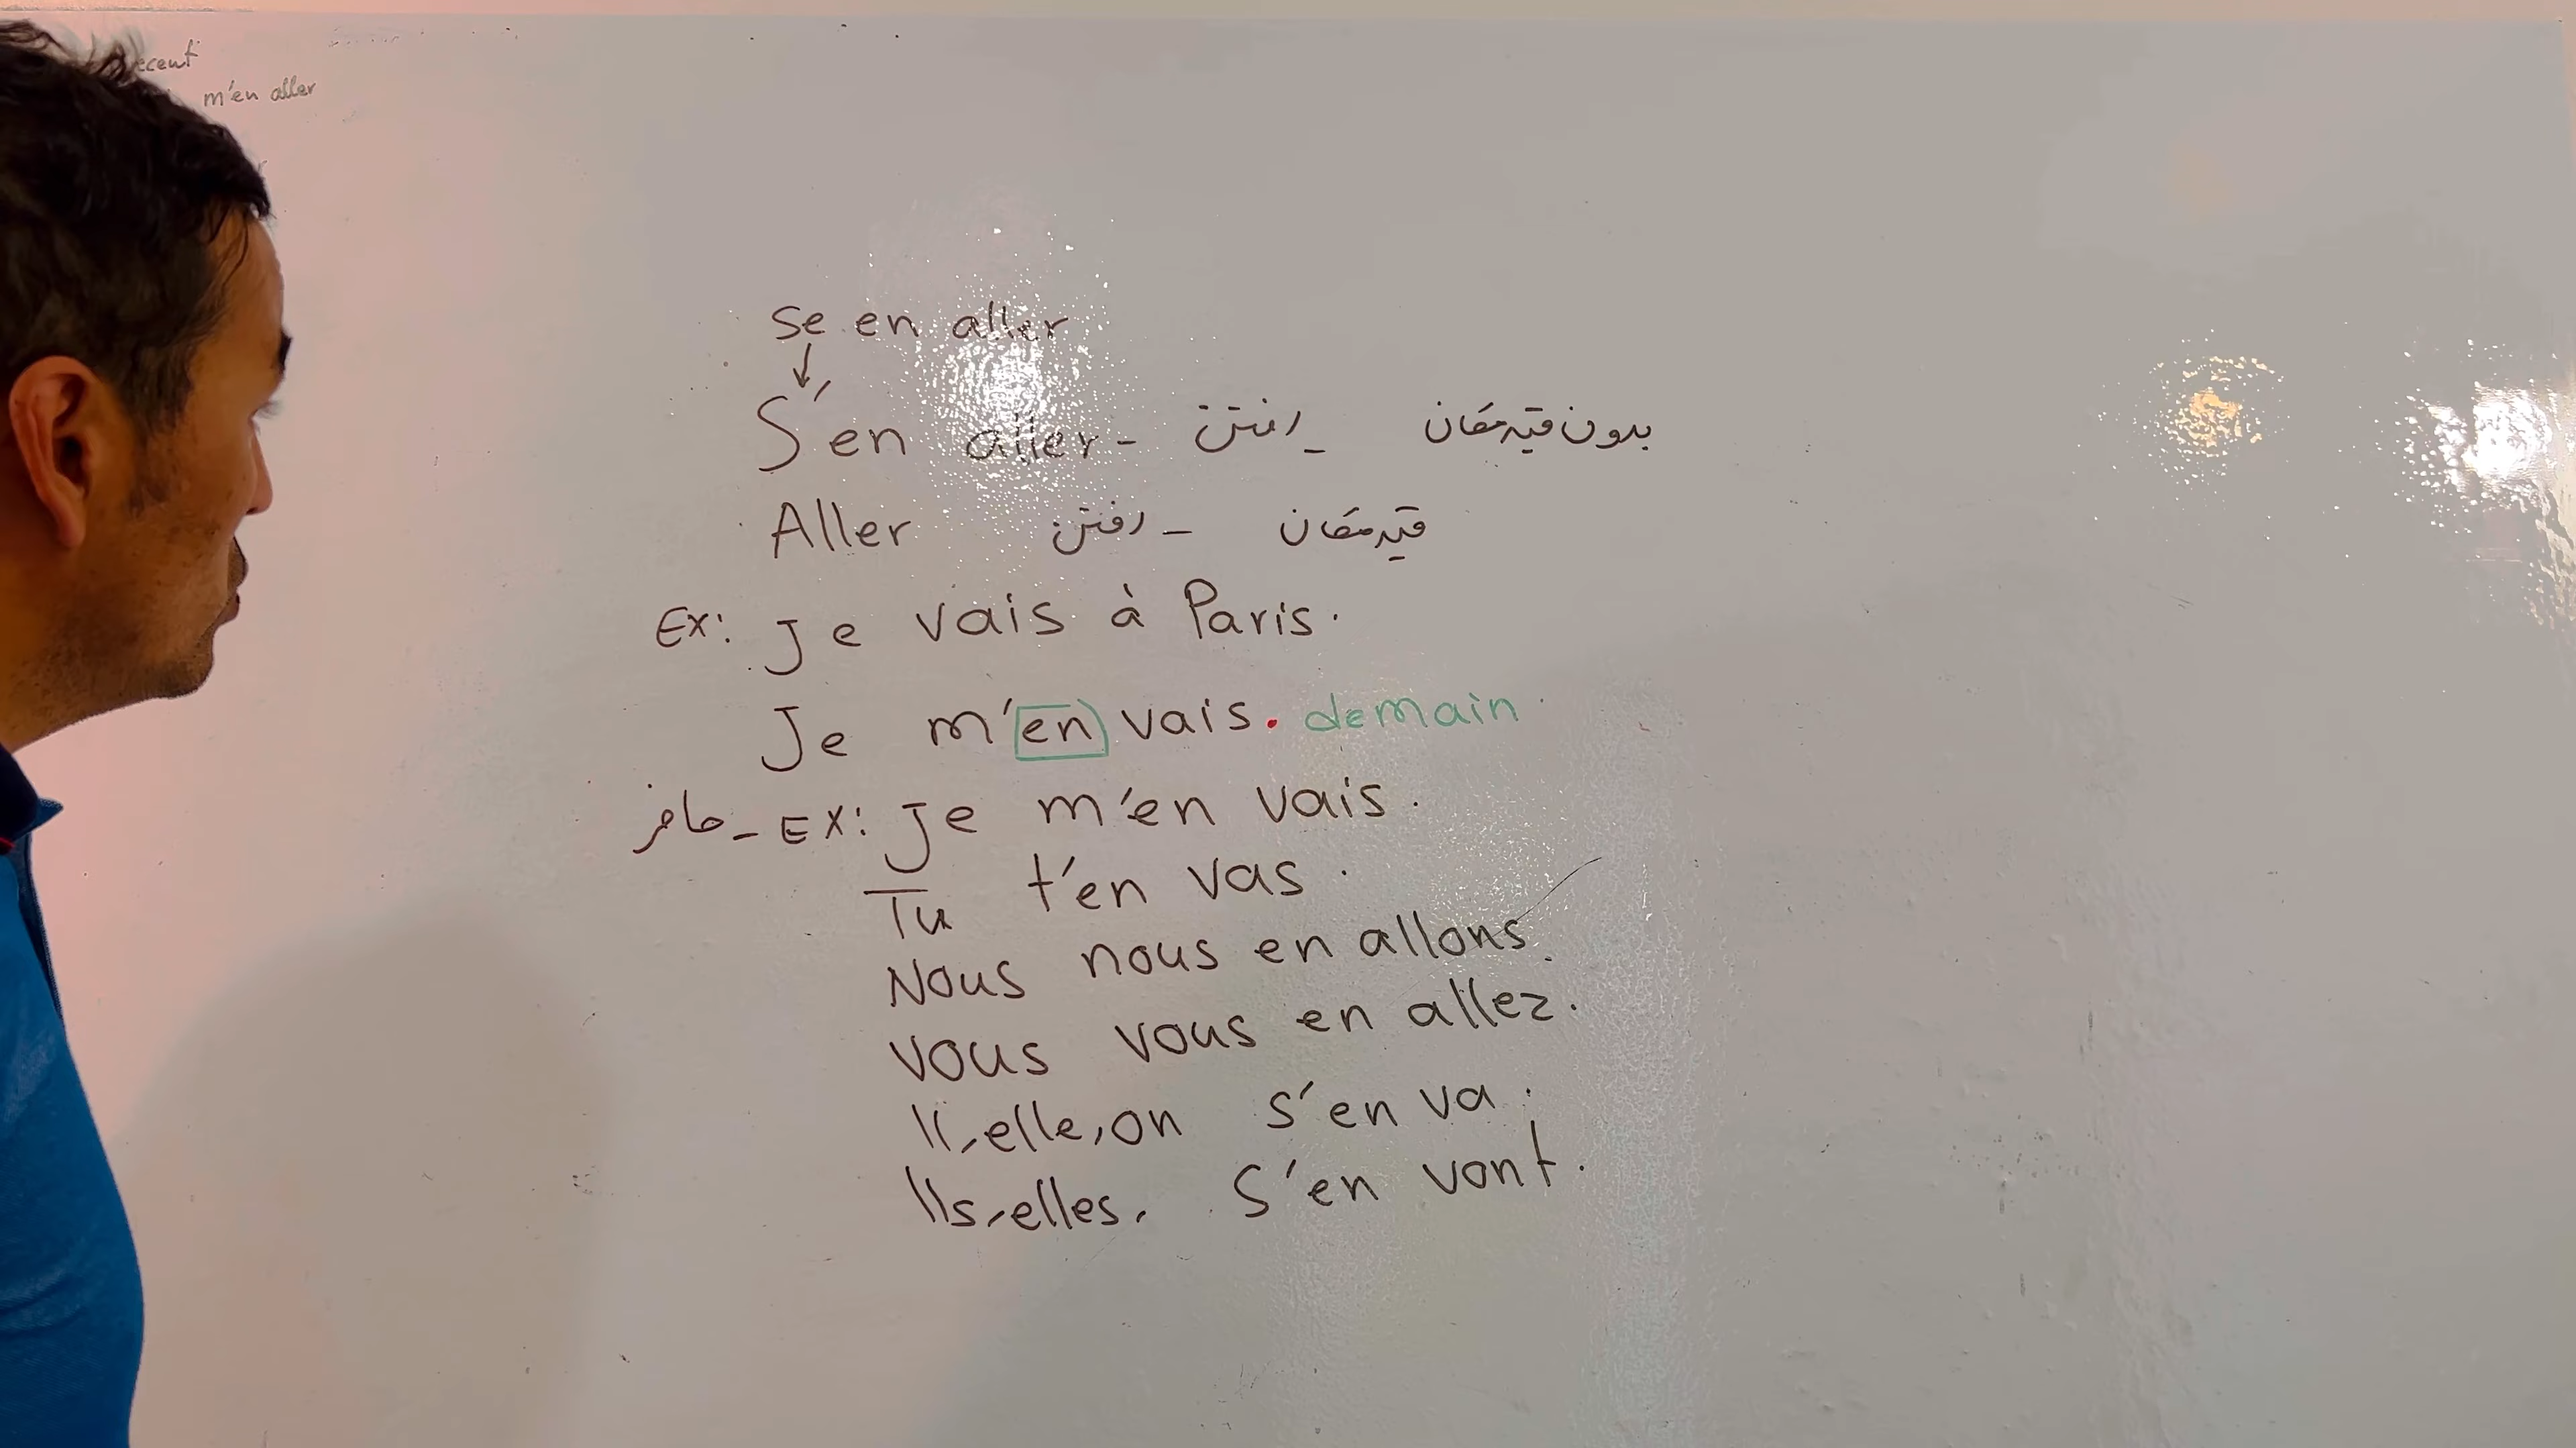 m'en aller
se en aller
S'en aller - رفتن - بدون قید مکان
Aller رفتن - قید مکان
Ex: Je vais à Paris.
Je m'en vais. demain.
حاضر - Ex: Je m'en vais.
Tu t'en vas.
Nous nous en allons.
Vous vous en allez.
Il, elle, on s'en va.
Ils, elles, s'en vont.